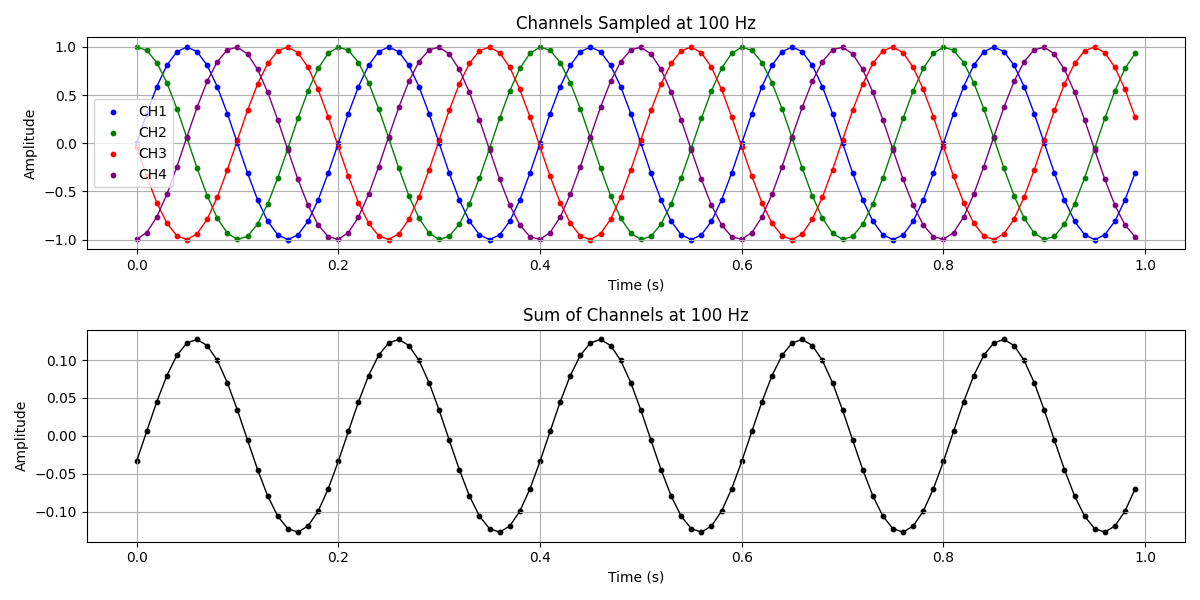 Channels Sampled at 100 Hz
Amplitude
1.0
0.5
0.0
−0.5
−1.0
CH1
CH2
CH3
CH4
0.0 0.2 0.4 0.6 0.8 1.0
Time (s)
Sum of Channels at 100 Hz
Amplitude
0.10
0.05
0.00
−0.05
−0.10
0.0 0.2 0.4 0.6 0.8 1.0
Time (s)